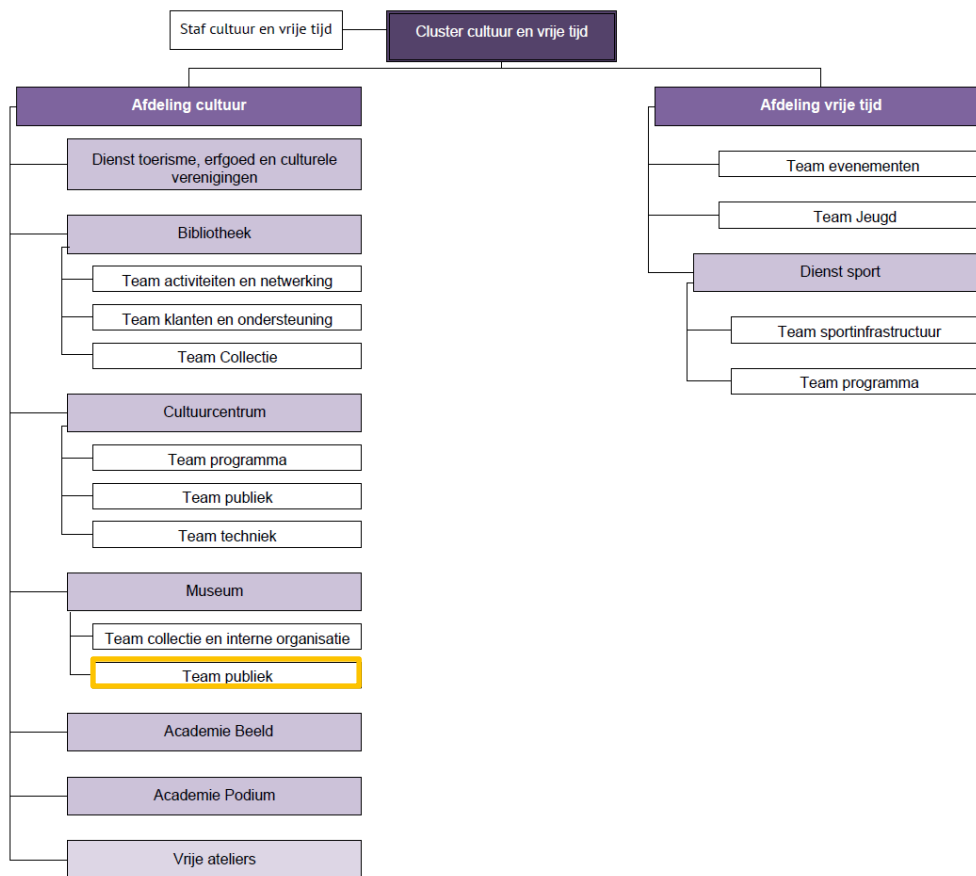 Staf cultuur en vrije tijd
Cluster cultuur en vrije tijd
Afdeling cultuur
Dienst toerisme, erfgoed en culturele
verenigingen
Bibliotheek
Team activiteiten en netwerking
Team klanten en ondersteuning
Team Collectie
Cultuurcentrum
Team programma
Team publiek
Team techniek
Museum
Team collectie en interne organisatie
Team publiek
Academie Beeld
Academie Podium
Vrije ateliers
Afdeling vrije tijd
Team evenementen
Team Jeugd
Dienst sport
Team sportinfrastructuur
Team programma